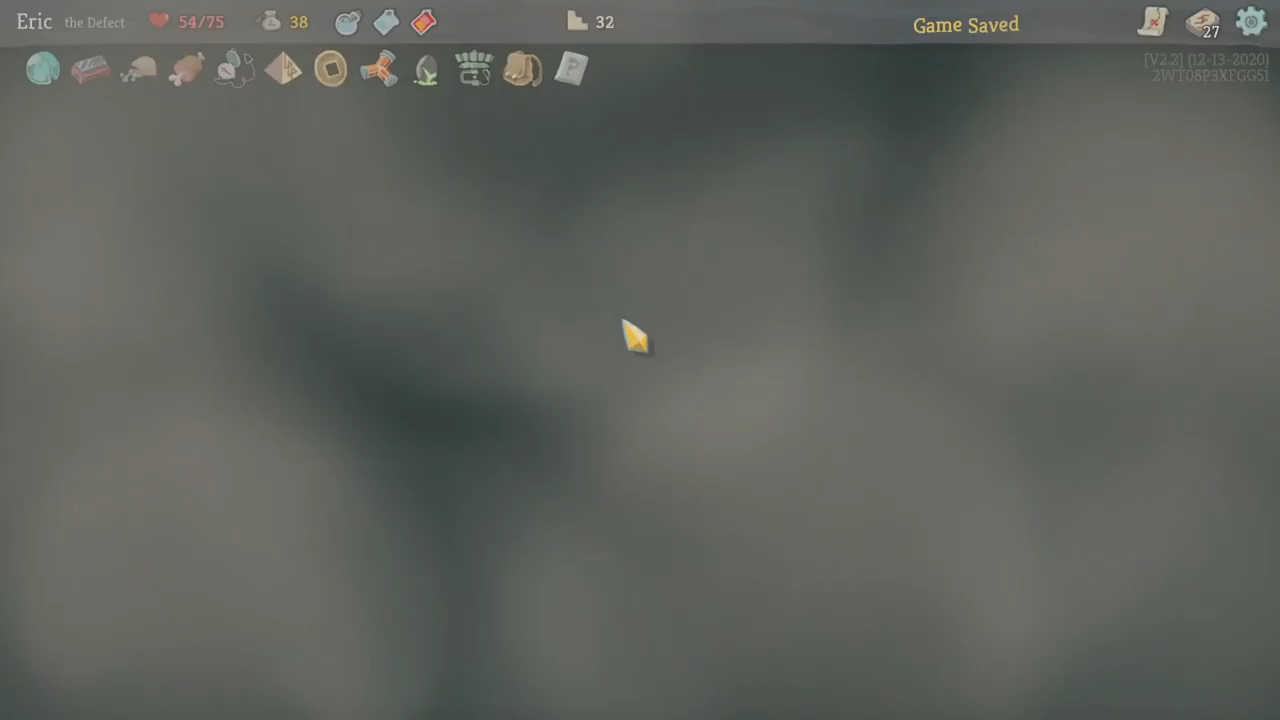 Eric the Defect 54/75 38 32 Game Saved 27
[V2.2] (12-13-2020)
2WT08P3XFGG5I